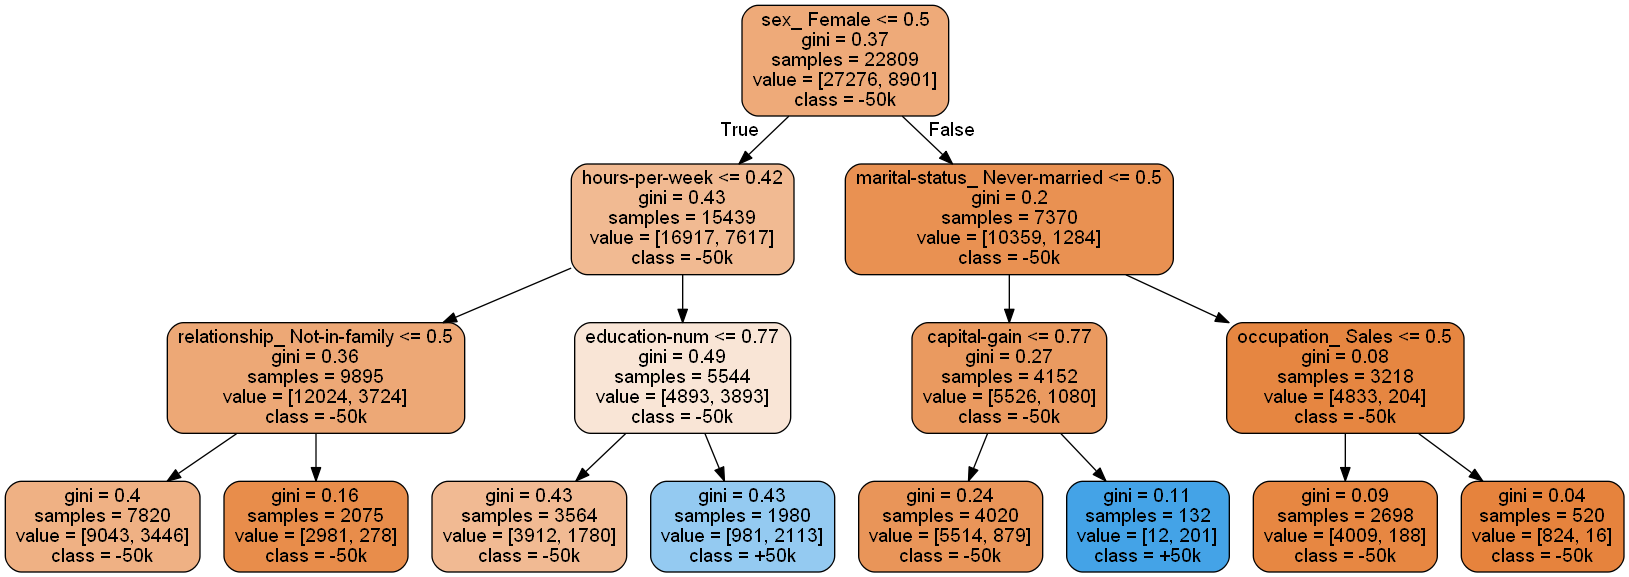 sex_ Female <= 0.5
gini = 0.37
samples = 22809
value = [27276, 8901]
class = -50k
True
False
hours-per-week <= 0.42
gini = 0.43
samples = 15439
value = [16917, 7617]
class = -50k
marital-status_ Never-married <= 0.5
gini = 0.2
samples = 7370
value = [10359, 1284]
class = -50k
relationship_ Not-in-family <= 0.5
gini = 0.36
samples = 9895
value = [12024, 3724]
class = -50k
education-num <= 0.77
gini = 0.49
samples = 5544
value = [4893, 3893]
class = -50k
capital-gain <= 0.77
gini = 0.27
samples = 4152
value = [5526, 1080]
class = -50k
occupation_ Sales <= 0.5
gini = 0.08
samples = 3218
value = [4833, 204]
class = -50k
gini = 0.4
samples = 7820
value = [9043, 3446]
class = -50k
gini = 0.16
samples = 2075
value = [2981, 278]
class = -50k
gini = 0.43
samples = 3564
value = [3912, 1780]
class = -50k
gini = 0.43
samples = 1980
value = [981, 2113]
class = +50k
gini = 0.24
samples = 4020
value = [5514, 879]
class = -50k
gini = 0.11
samples = 132
value = [12, 201]
class = +50k
gini = 0.09
samples = 2698
value = [4009, 188]
class = -50k
gini = 0.04
samples = 520
value = [824, 16]
class = -50k